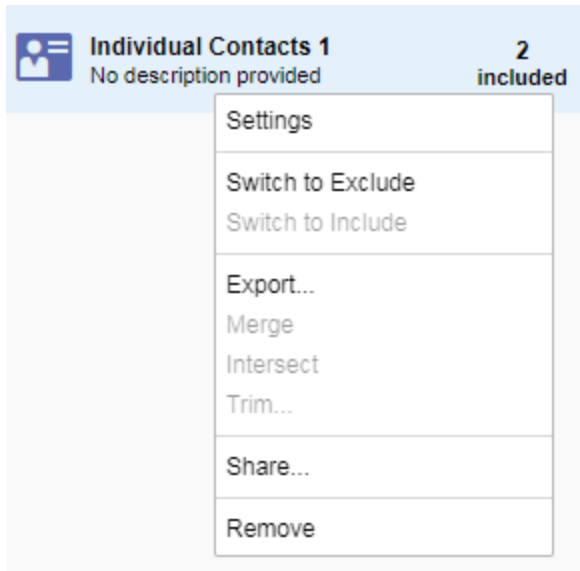 Individual Contacts 1
No description provided
2
included
Settings
Switch to Exclude
Switch to Include
Export...
Merge
Intersect
Trim...
Share...
Remove